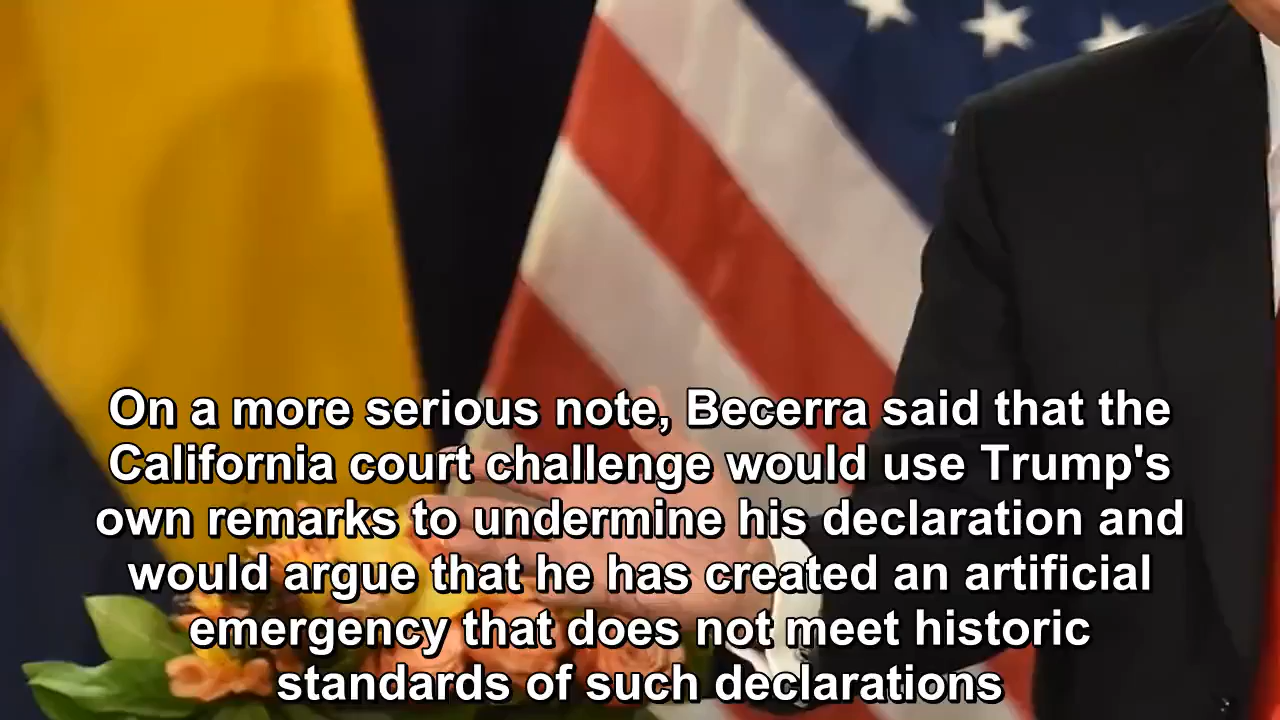 On a more serious note, Becerra said that the
California court challenge would use Trump's
own remarks to undermine his declaration and
would argue that he has created an artificial
emergency that does not meet historic
standards of such declarations